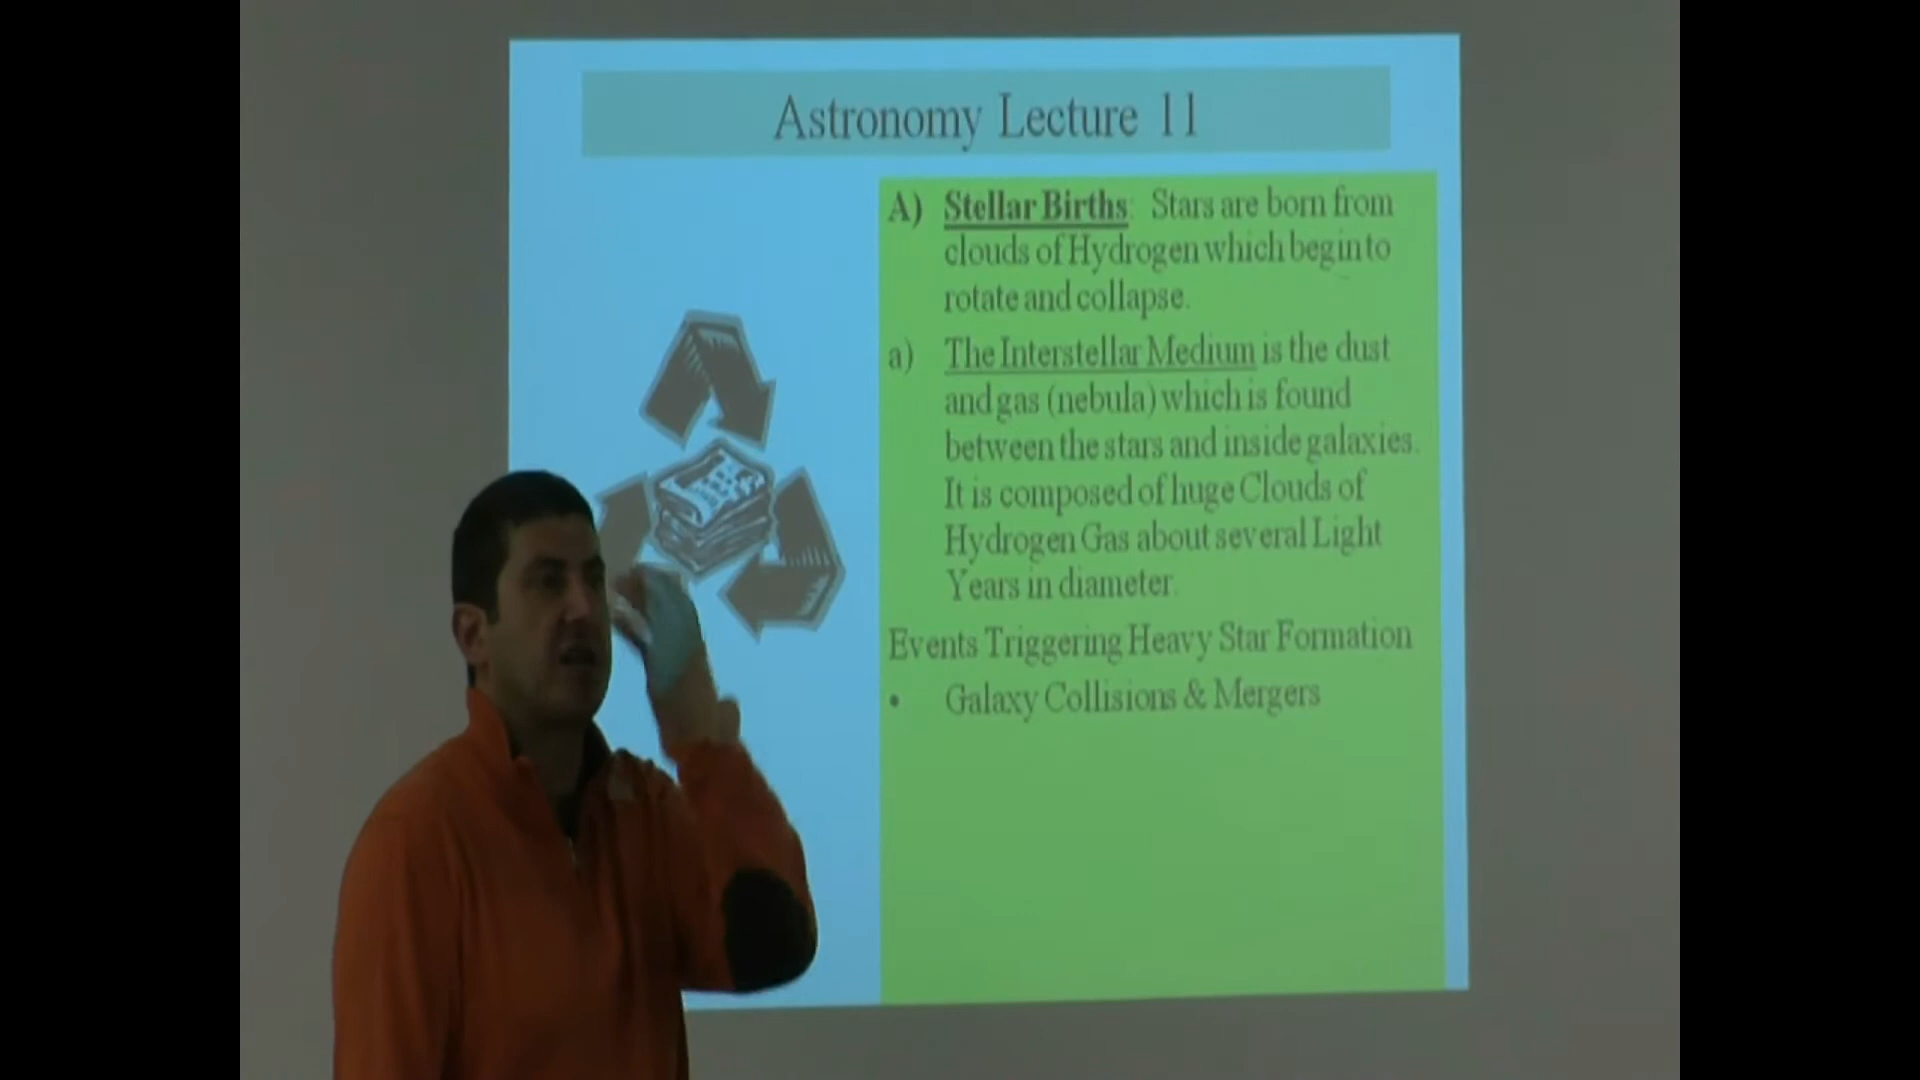 Astronomy Lecture 11
A) Stellar Births: Stars are born from
clouds of Hydrogen which begin to
rotate and collapse.
a) The Interstellar Medium is the dust
and gas (nebula) which is found
between the stars and inside galaxies.
It is composed of huge Clouds of
Hydrogen Gas about several Light
Years in diameter.
Events Triggering Heavy Star Formation
• Galaxy Collisions & Mergers